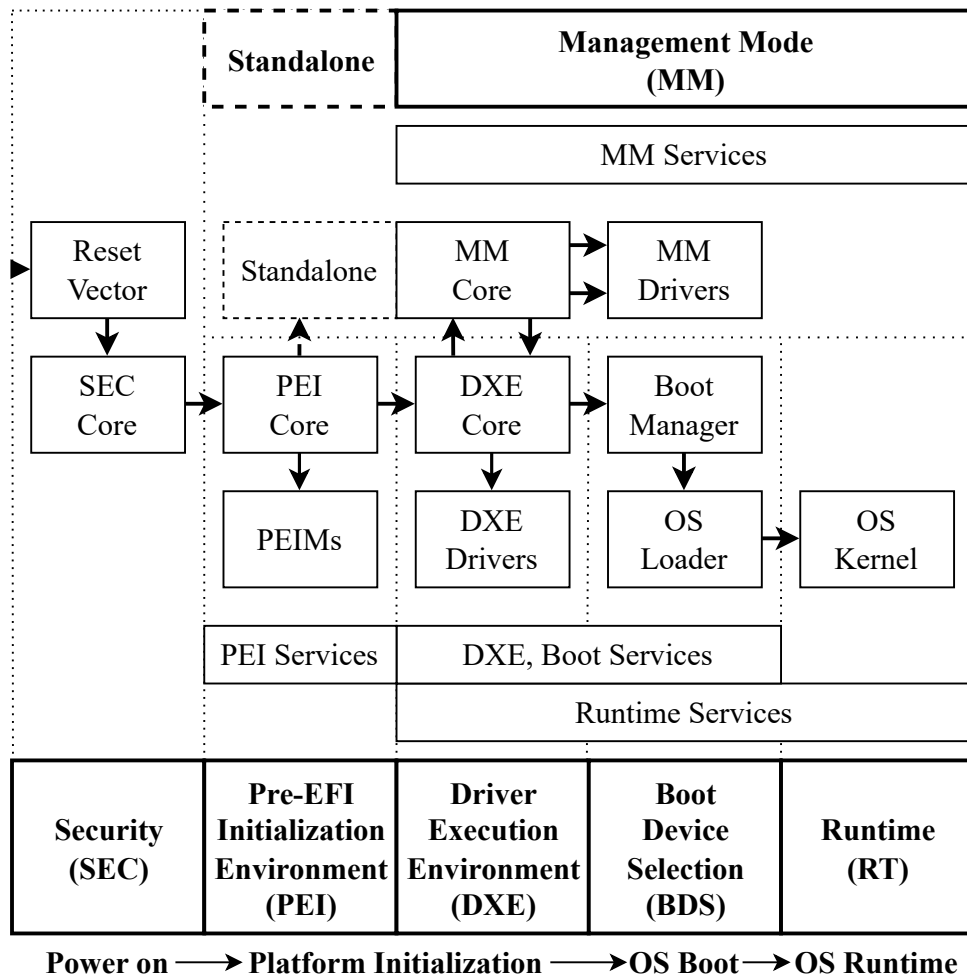 Standalone
Management Mode
(MM)
MM Services
Reset
Vector
Standalone
MM
Core
MM
Drivers
SEC
Core
PEI
Core
DXE
Core
Boot
Manager
PEIMs
DXE
Drivers
OS
Loader
OS
Kernel
PEI Services
DXE, Boot Services
Runtime Services
Security
(SEC)
Pre-EFI
Initialization
Environment
(PEI)
Driver
Execution
Environment
(DXE)
Boot
Device
Selection
(BDS)
Runtime
(RT)
Power on
Platform Initialization
OS Boot
OS Runtime